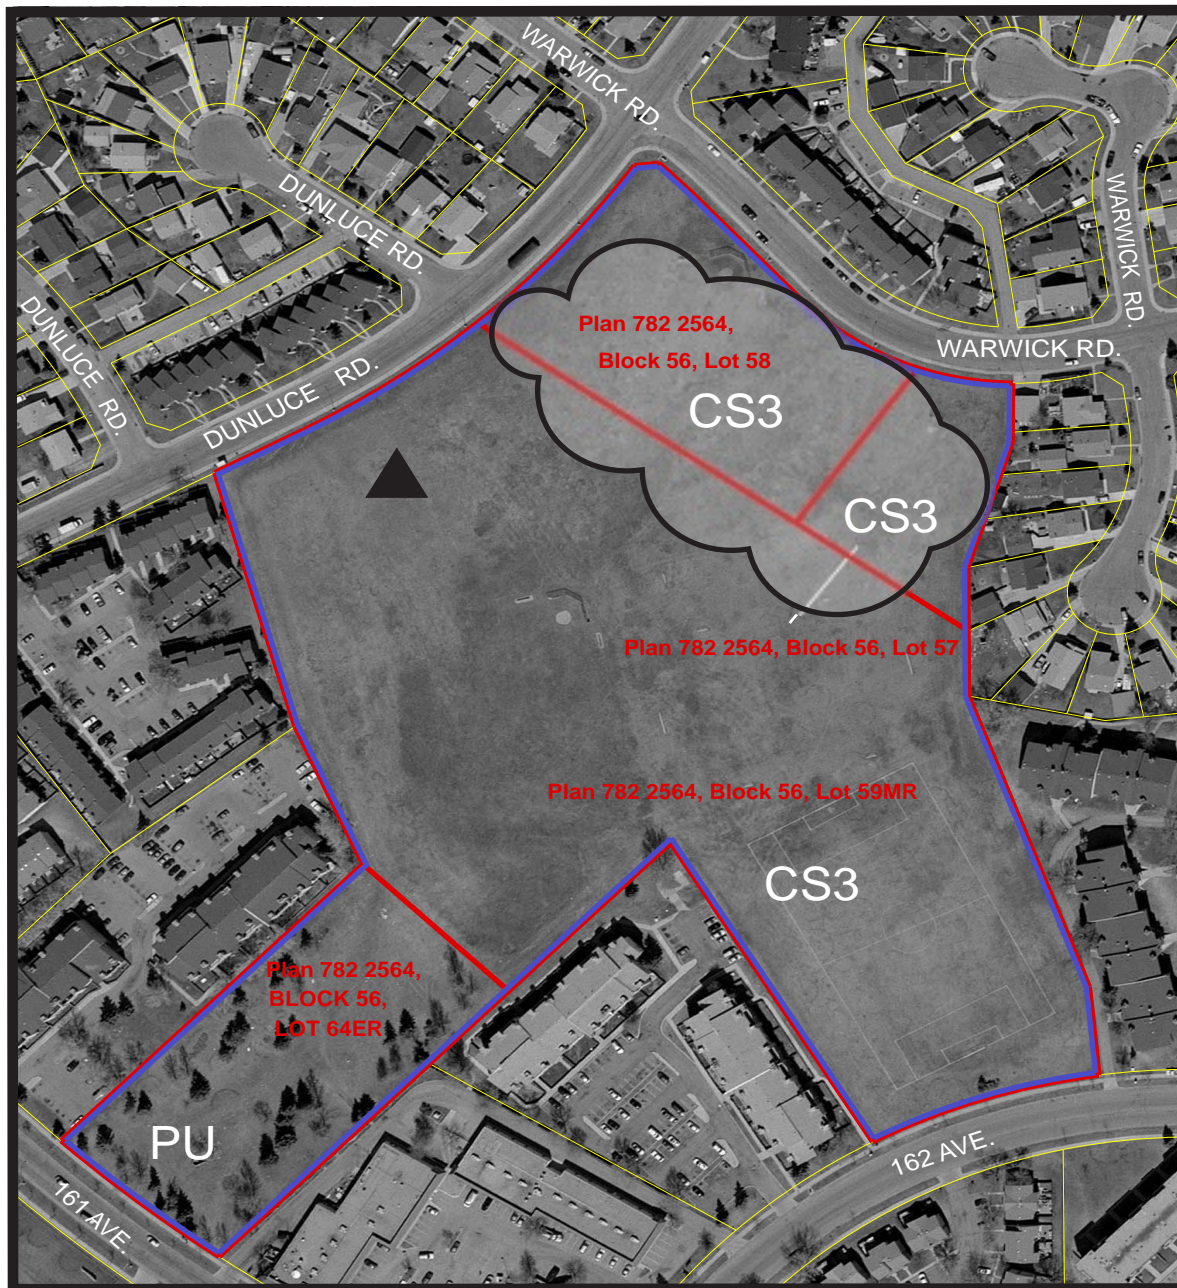 WARWICK RD.
DUNLUCE RD.
WARWICK RD.
DUNLUCE RD.
Plan 782 2564,
Block 56, Lot 58
WARWICK RD.
DUNLUCE RD.
CS3
CS3
Plan 782 2564, Block 56, Lot 57
Plan 782 2564, Block 56, Lot 59MR
CS3
Plan 782 2564,
BLOCK 56,
LOT 64ER
PU
162 AVE.
161 AVE.